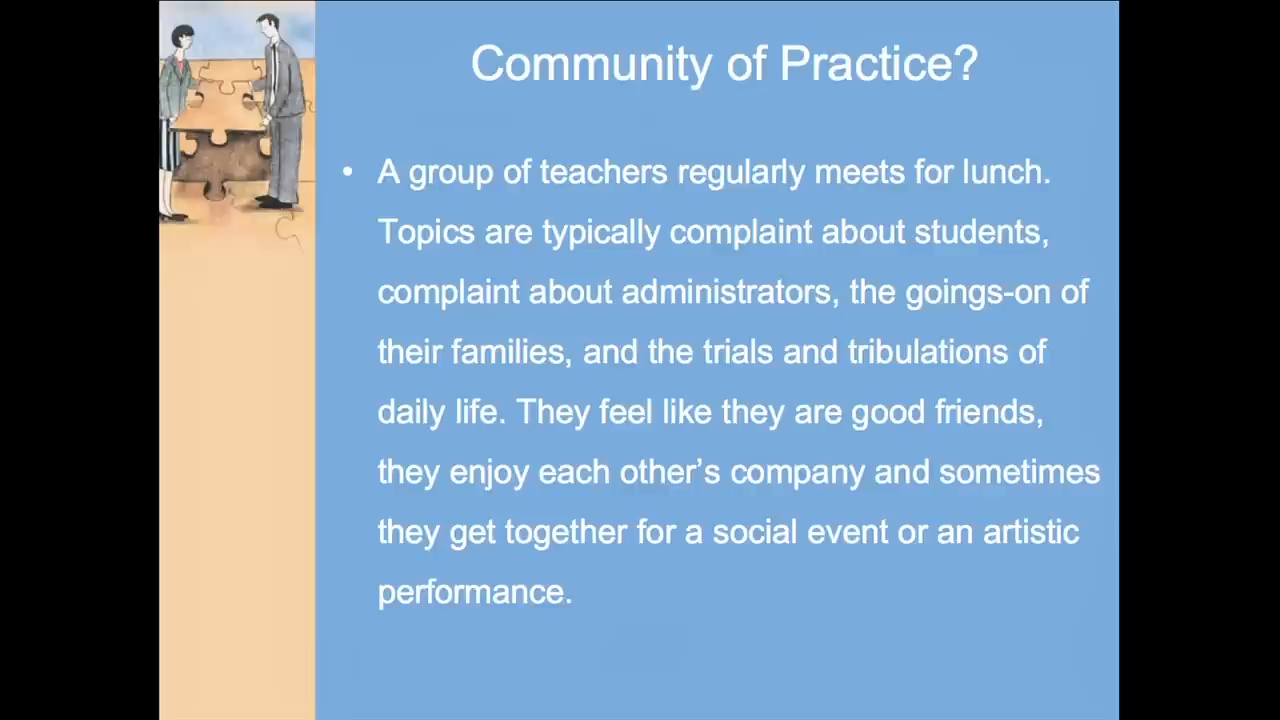 Community of Practice?
• A group of teachers regularly meets for lunch.
Topics are typically complaint about students,
complaint about administrators, the goings-on of
their families, and the trials and tribulations of
daily life. They feel like they are good friends,
they enjoy each other’s company and sometimes
they get together for a social event or an artistic
performance.